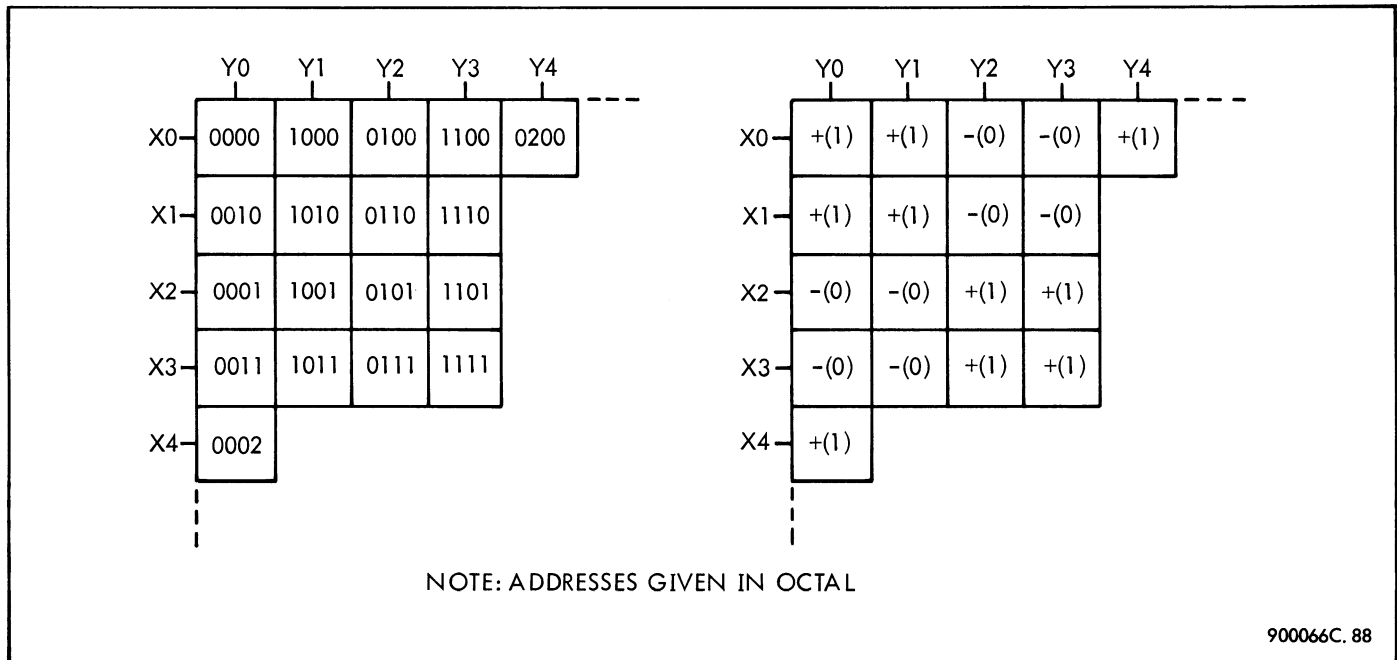 Y0 Y1 Y2 Y3 Y4
X0 0000 1000 0100 1100 0200
X1 0010 1010 0110 1110
X2 0001 1001 0101 1101
X3 0011 1011 0111 1111
X4 0002
Y0 Y1 Y2 Y3 Y4
X0 +(1) +(1) -(0) -(0) +(1)
X1 +(1) +(1) -(0) -(0)
X2 -(0) -(0) +(1) +(1)
X3 -(0) -(0) +(1) +(1)
X4 +(1)
NOTE: ADDRESSES GIVEN IN OCTAL
900066C. 88